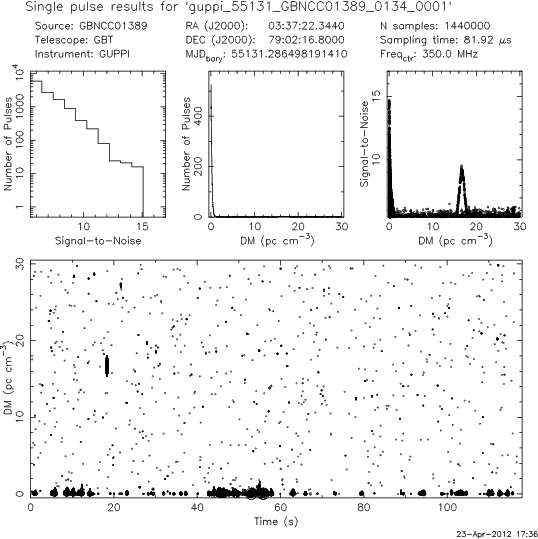 Single pulse results for 'guppi_55131_GBNCC01389_0134_0001'
Source: GBNCC01389 RA (J2000): 03:37:22.3440 N samples: 1440000
Telescope: GBT DEC (J2000): 79:02:16.8000 Sampling time: 81.92 μs
Instrument: GUPPI MJDbary: 55131.286498191410 Freqctr: 350.0 MHz
Number of Pulses
1 10 100 1000 10⁴
10 15
Signal-to-Noise
Number of Pulses
0 200 400
0 10 20 30
DM (pc cm⁻³)
Signal-to-Noise
10 15
0 10 20 30
DM (pc cm⁻³)
DM (pc cm⁻³)
0 10 20 30
0 20 40 60 80 100
Time (s)
23-Apr-2012 17:36